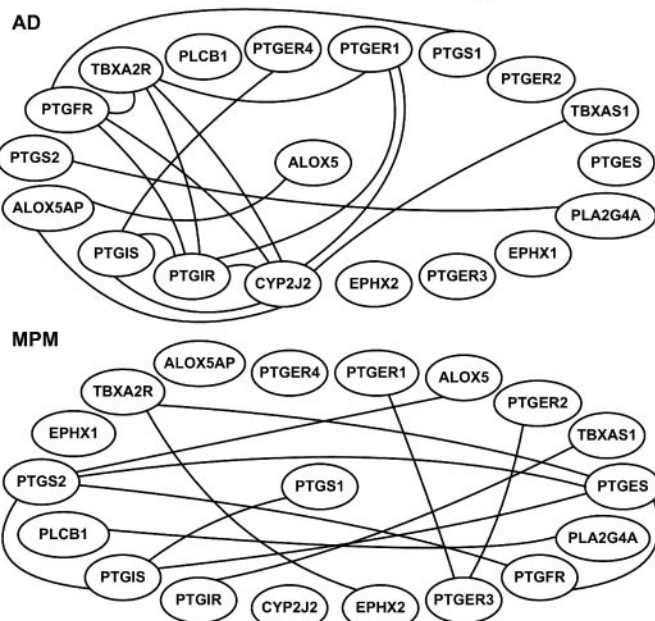 AD
PLCB1
PTGER4
PTGER1
PTGS1
TBXA2R
PTGER2
PTGFR
TBXAS1
PTGS2
ALOX5
PTGES
ALOX5AP
PLA2G4A
PTGIS
EPHX1
PTGIR
CYP2J2
EPHX2
PTGER3
MPM
ALOX5AP
PTGER4
PTGER1
ALOX5
TBXA2R
PTGER2
EPHX1
TBXAS1
PTGS2
PTGS1
PTGES
PLCB1
PLA2G4A
PTGIS
PTGFR
PTGIR
CYP2J2
EPHX2
PTGER3